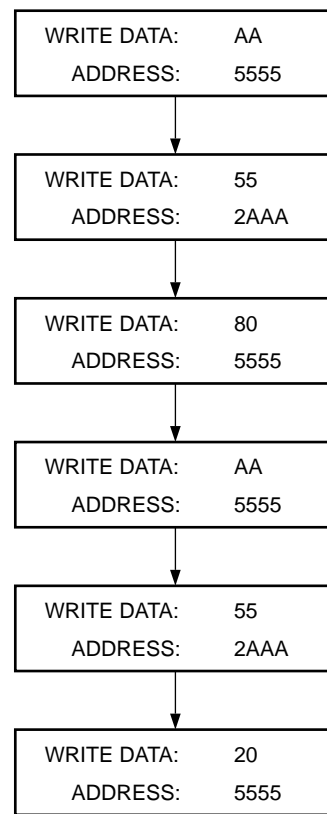 WRITE DATA: AA
ADDRESS: 5555
WRITE DATA: 55
ADDRESS: 2AAA
WRITE DATA: 80
ADDRESS: 5555
WRITE DATA: AA
ADDRESS: 5555
WRITE DATA: 55
ADDRESS: 2AAA
WRITE DATA: 20
ADDRESS: 5555